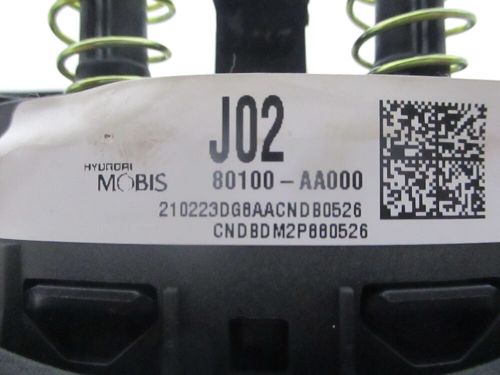 J02
HYUNDAI
MOBIS
80100-AA000
210223DG8AACNDB0526
CNDBDM2P880526